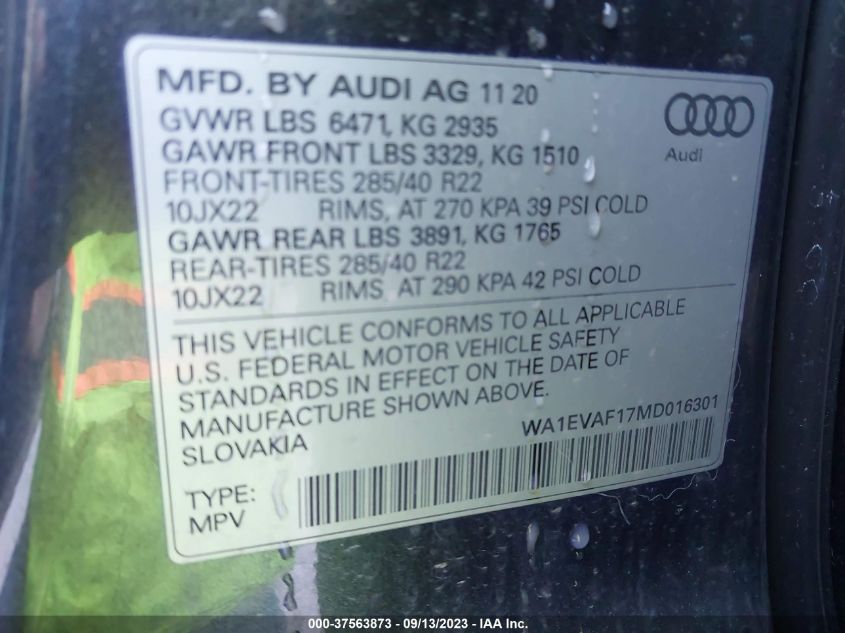 MFD. BY AUDI AG 11 20
GVWR LBS 6471, KG 2935
GAWR FRONT LBS 3329, KG 1510
FRONT-TIRES 285/40 R22
10JX22 RIMS, AT 270 KPA 39 PSI COLD
GAWR REAR LBS 3891, KG 1765
REAR-TIRES 285/40 R22
10JX22 RIMS, AT 290 KPA 42 PSI COLD
Audi
THIS VEHICLE CONFORMS TO ALL APPLICABLE
U.S. FEDERAL MOTOR VEHICLE SAFETY
STANDARDS IN EFFECT ON THE DATE OF
MANUFACTURE SHOWN ABOVE.
SLOVAKIA WA1EVAF17MD016301
TYPE:
MPV
000-37563873 - 09/13/2023 - IAA Inc.